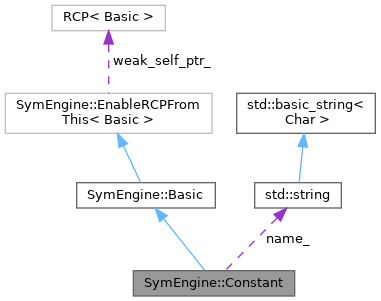 RCP< Basic >
weak_self_ptr_
SymEngine::EnableRCPFrom
This< Basic >
std::basic_string<
Char >
SymEngine::Basic
std::string
name_
SymEngine::Constant